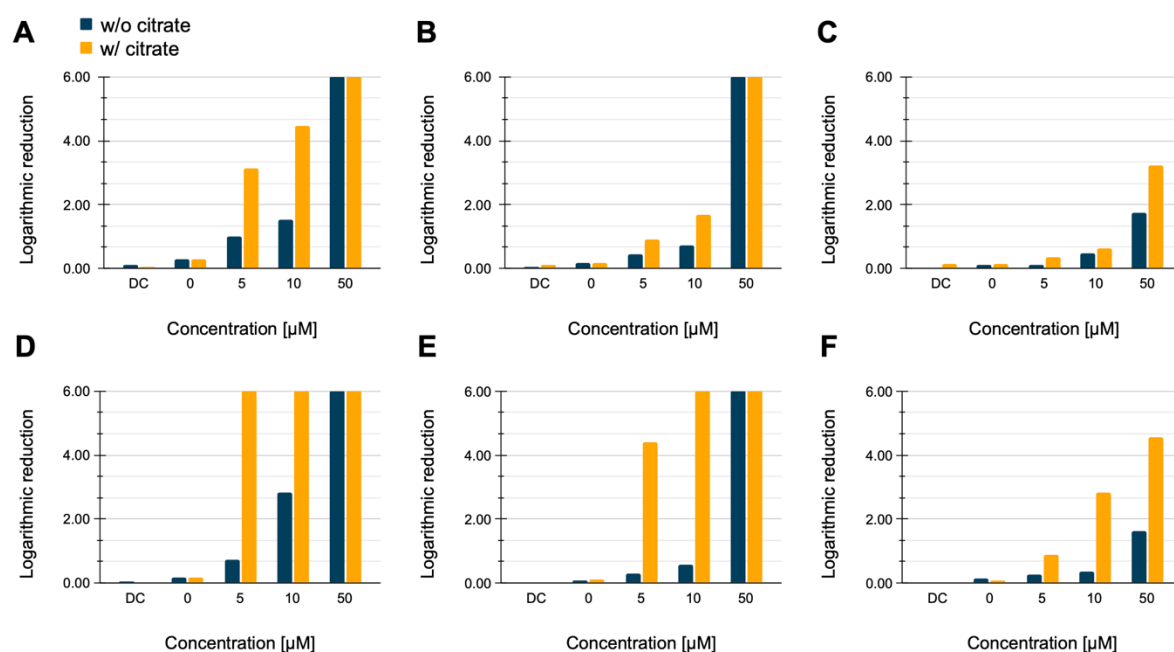 w/o citrate
w/ citrate
A
B
C
6.00
4.00
2.00
0.00
Logarithmic reduction
DC 0 5 10 50
Concentration [µM]
6.00
4.00
2.00
0.00
Logarithmic reduction
DC 0 5 10 50
Concentration [µM]
6.00
4.00
2.00
0.00
Logarithmic reduction
DC 0 5 10 50
Concentration [µM]
D
E
F
6.00
4.00
2.00
0.00
Logarithmic reduction
DC 0 5 10 50
Concentration [µM]
6.00
4.00
2.00
0.00
Logarithmic reduction
DC 0 5 10 50
Concentration [µM]
6.00
4.00
2.00
0.00
Logarithmic reduction
DC 0 5 10 50
Concentration [µM]